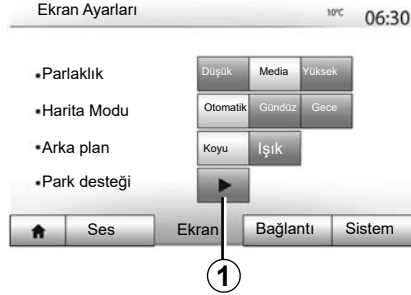 Ekran Ayarları 10°C 06:30
•Parlaklık Düşük Media Yüksek
•Harita Modu Otomatik Gündüz Gece
•Arka plan Koyu Işık
•Park desteği
Ses Ekran Bağlantı Sistem
1